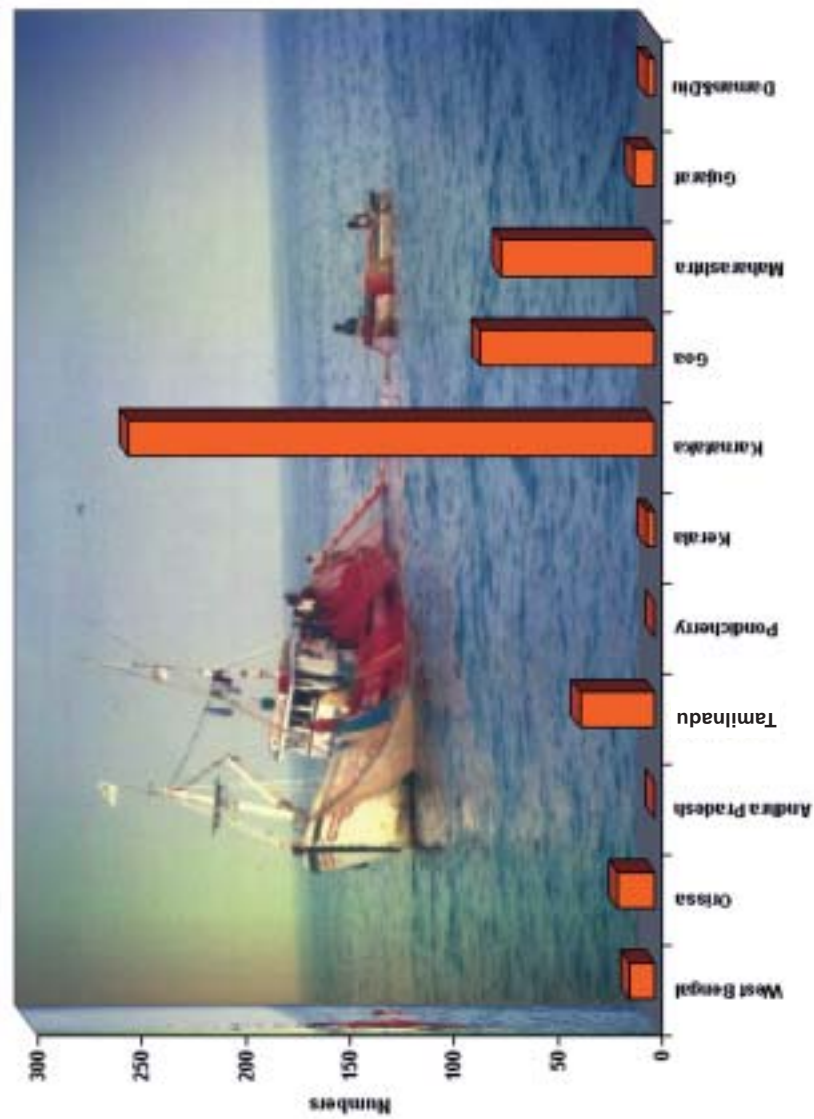 Numbers
300
250
200
150
100
50
0
West Bengal
Orissa
Andhra Pradesh
Tamilnadu
Pondicherry
Kerala
Karnataka
Goa
Maharashtra
Gujarat
Daman&Diu